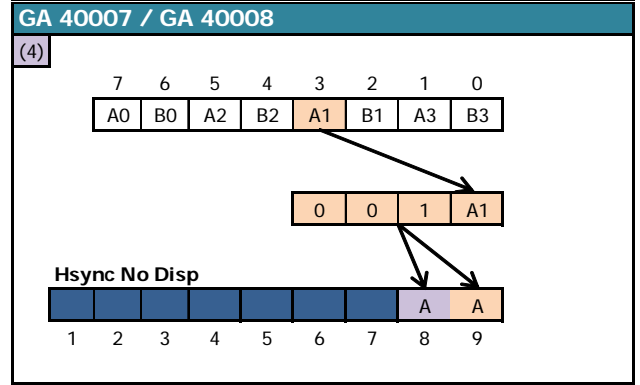 GA 40007 / GA 40008
(4)
7 6 5 4 3 2 1 0
A0 B0 A2 B2 A1 B1 A3 B3
0 0 1 A1
Hsync No Disp
A A
1 2 3 4 5 6 7 8 9